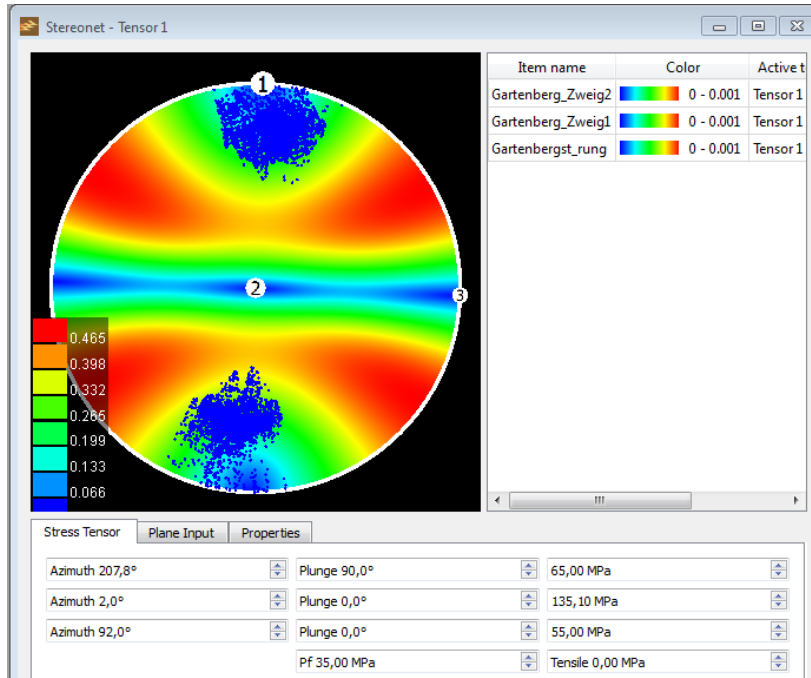 Stereonet - Tensor 1
Item name Color Active t
Gartenberg_Zweig2 0 - 0.001 Tensor 1
Gartenberg_Zweig1 0 - 0.001 Tensor 1
Gartenbergst_rung 0 - 0.001 Tensor 1
1
2
3
0.465
0.398
0.332
0.265
0.199
0.133
0.066
Stress Tensor Plane Input Properties
Azimuth 207,8° Plunge 90,0° 65,00 MPa
Azimuth 2,0° Plunge 0,0° 135,10 MPa
Azimuth 92,0° Plunge 0,0° 55,00 MPa
Pf 35,00 MPa Tensile 0,00 MPa